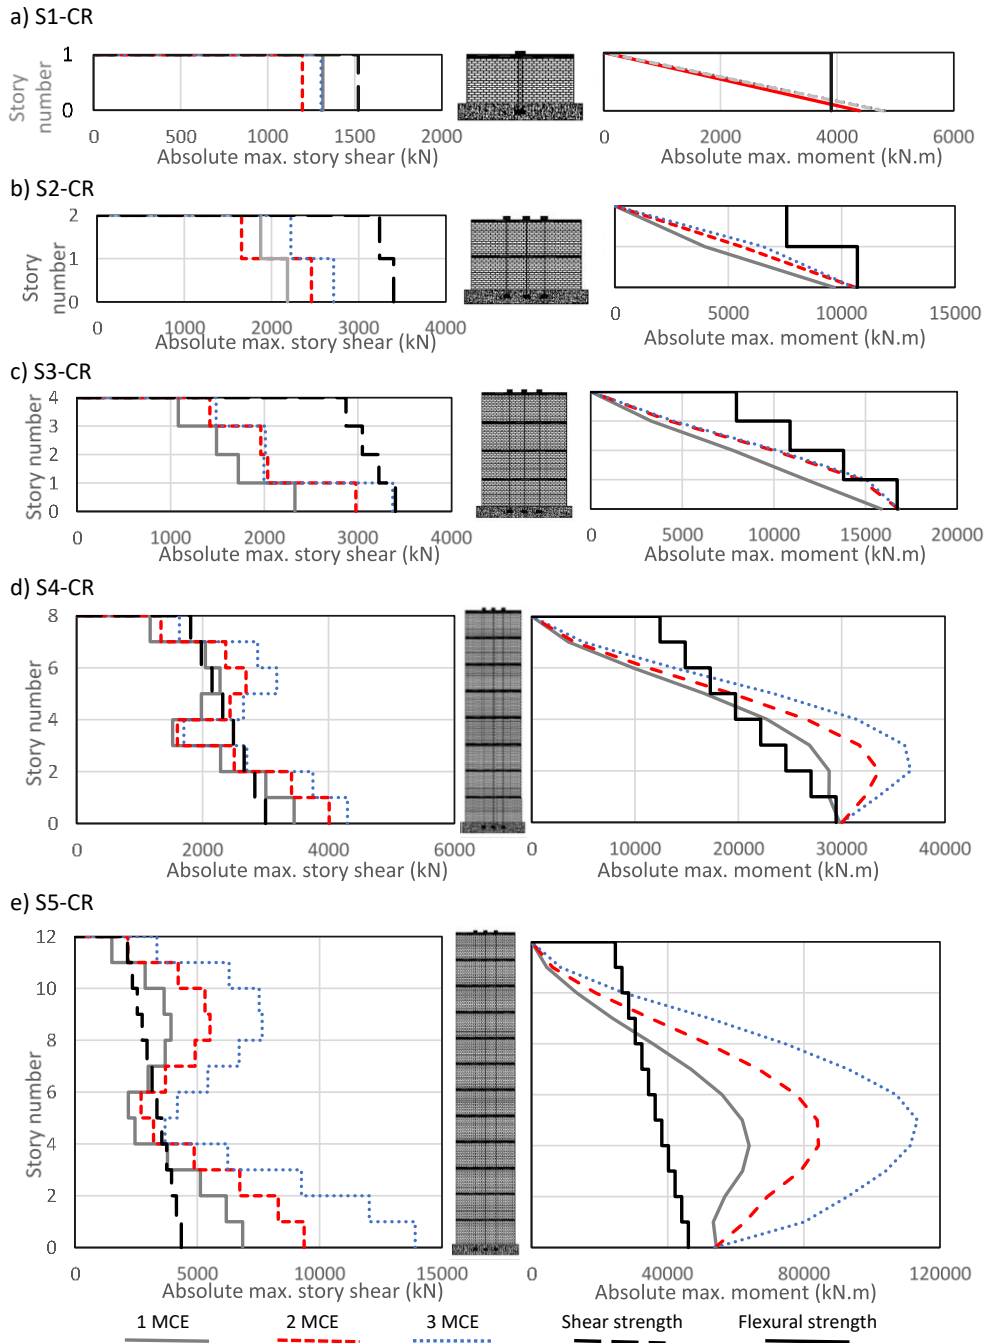 a) S1-CR
Story number
1
0
0 500 1000 1500 2000
Absolute max. story shear (kN)
0 2000 4000 6000
Absolute max. moment (kN.m)
b) S2-CR
Story number
2
1
0
0 1000 2000 3000 4000
Absolute max. story shear (kN)
0 5000 10000 15000
Absolute max. moment (kN.m)
c) S3-CR
Story number
4
3
2
1
0
0 1000 2000 3000 4000
Absolute max. story shear (kN)
0 5000 10000 15000 20000
Absolute max. moment (kN.m)
d) S4-CR
Story number
8
6
4
2
0
0 2000 4000 6000
Absolute max. story shear (kN)
0 10000 20000 30000 40000
Absolute max. moment (kN.m)
e) S5-CR
Story number
12
10
8
6
4
2
0
0 5000 10000 15000
Absolute max. story shear (kN)
0 40000 80000 120000
Absolute max. moment (kN.m)
1 MCE 2 MCE 3 MCE Shear strength Flexural strength